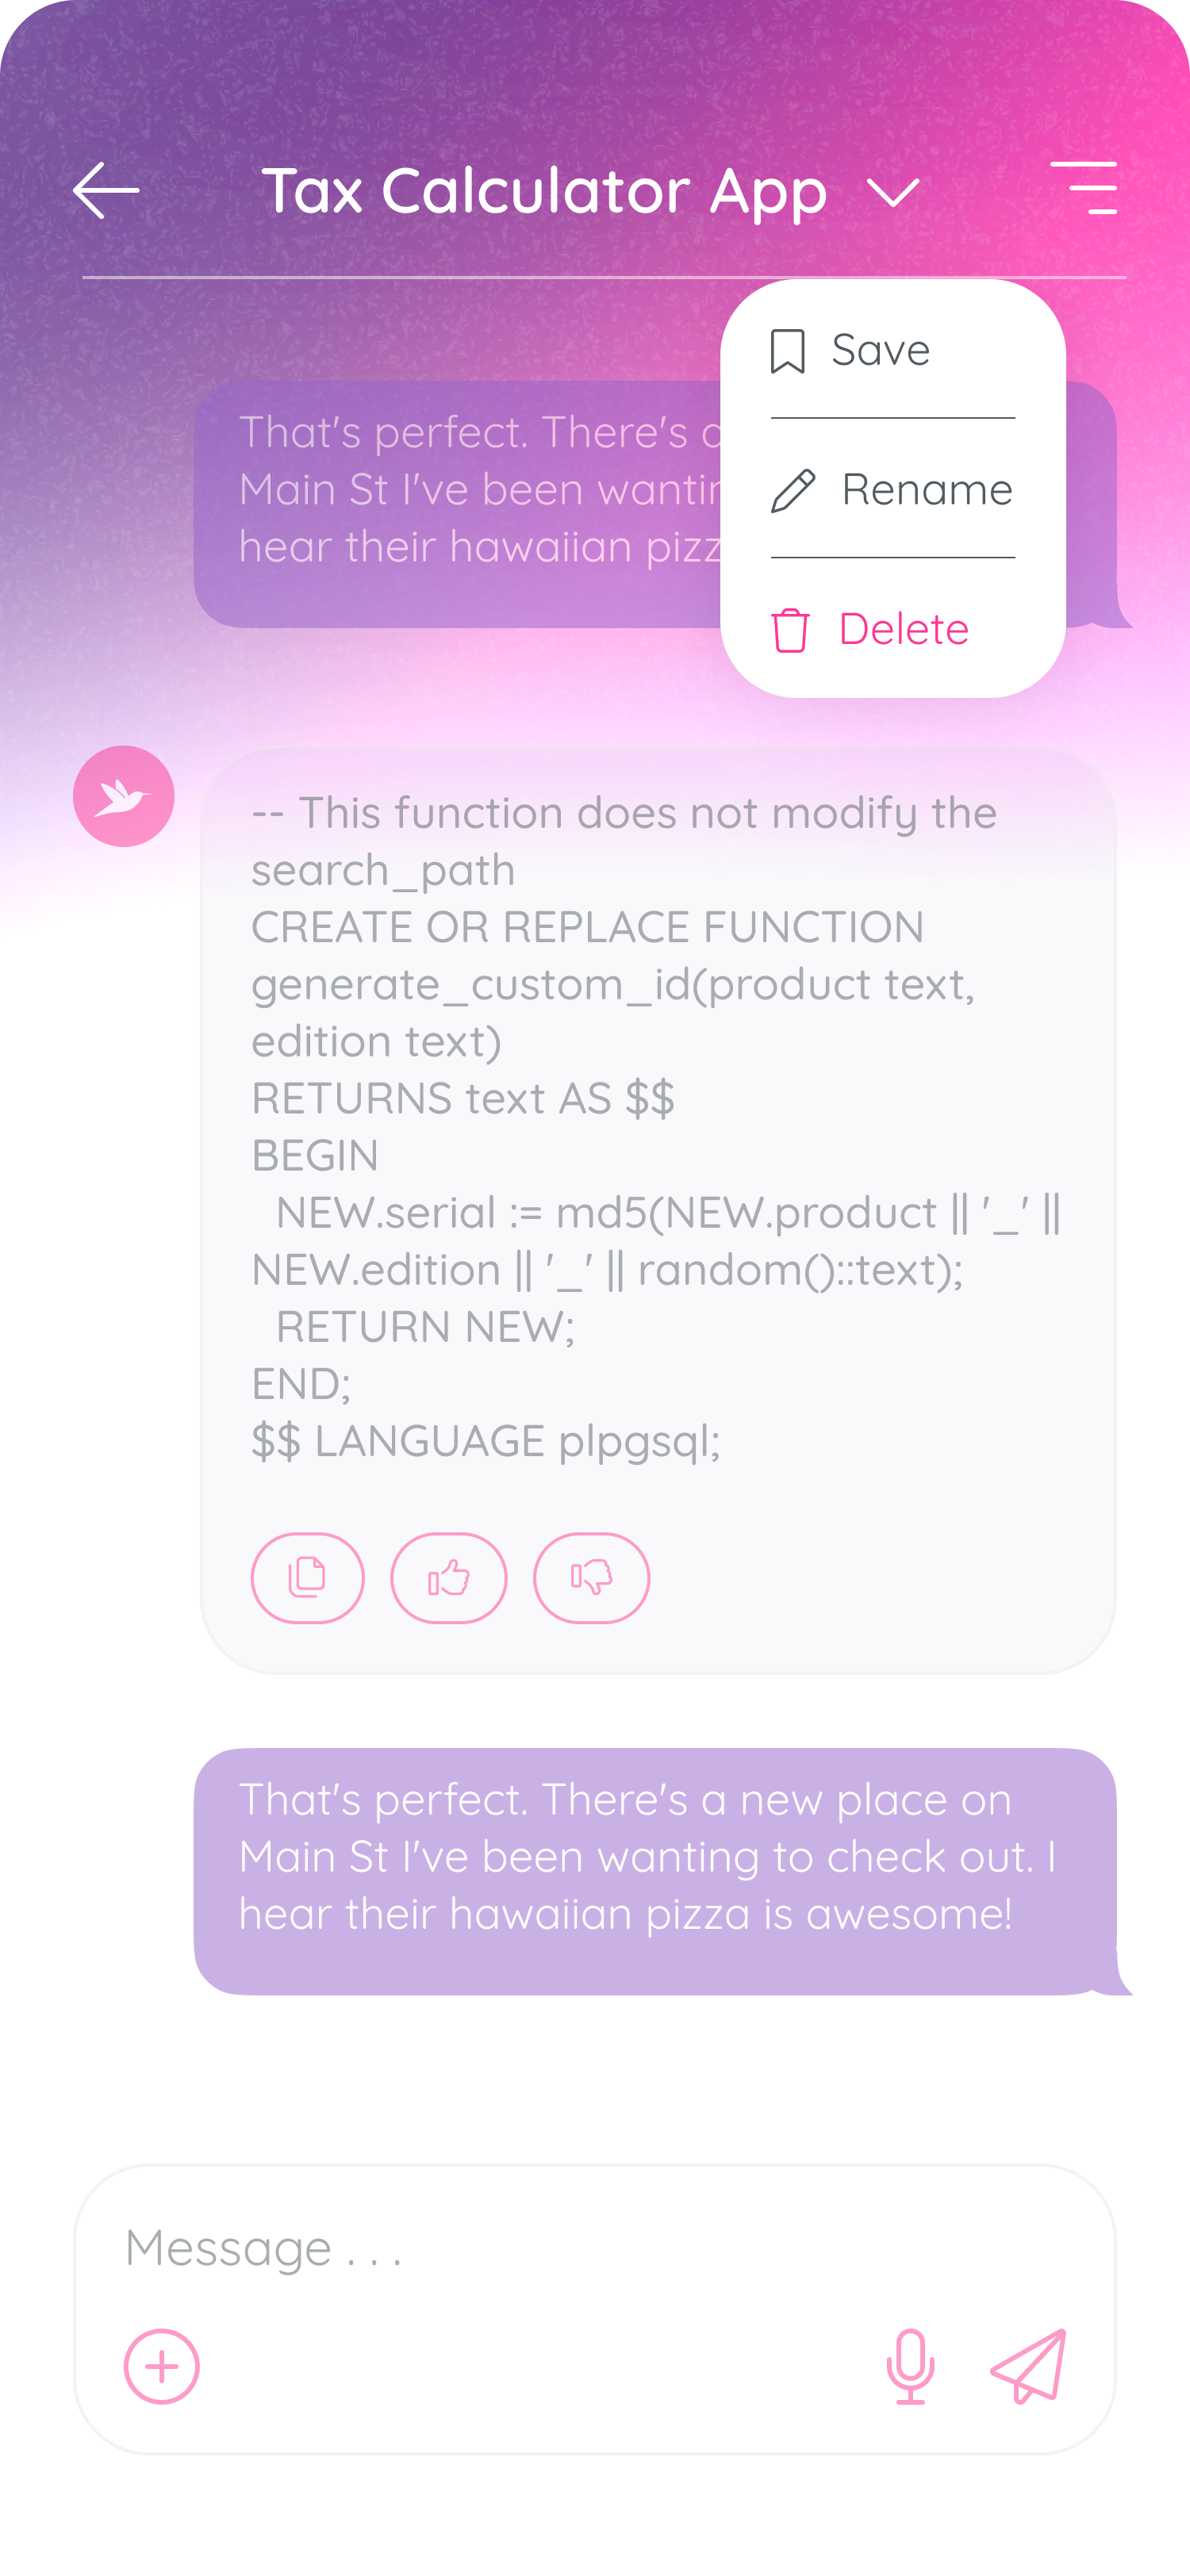 Tax Calculator App
Save
Rename
Delete
That's perfect. There's
Main St I've been
hear their hawaiian
-- This function does not modify the
search_path
CREATE OR REPLACE FUNCTION
generate_custom_id(product text,
edition text)
RETURNS text AS $$
BEGIN
NEW.serial := md5(NEW.product || '_' ||
NEW.edition || '_' || random()::text);
RETURN NEW;
END;
$$ LANGUAGE plpgsql;
That's perfect. There's a new place on
Main St I've been wanting to check out. I
hear their hawaiian pizza is awesome!
Message . . .